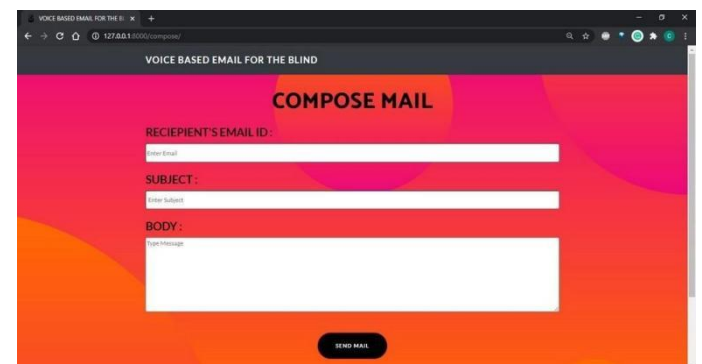 VOICE BASED EMAIL FOR THE BL
127.0.0.1:8000/compose/
VOICE BASED EMAIL FOR THE BLIND
COMPOSE MAIL
RECIEPIENT'S EMAIL ID :
Enter Email
SUBJECT :
Enter Subject
BODY :
Type Message
SEND MAIL